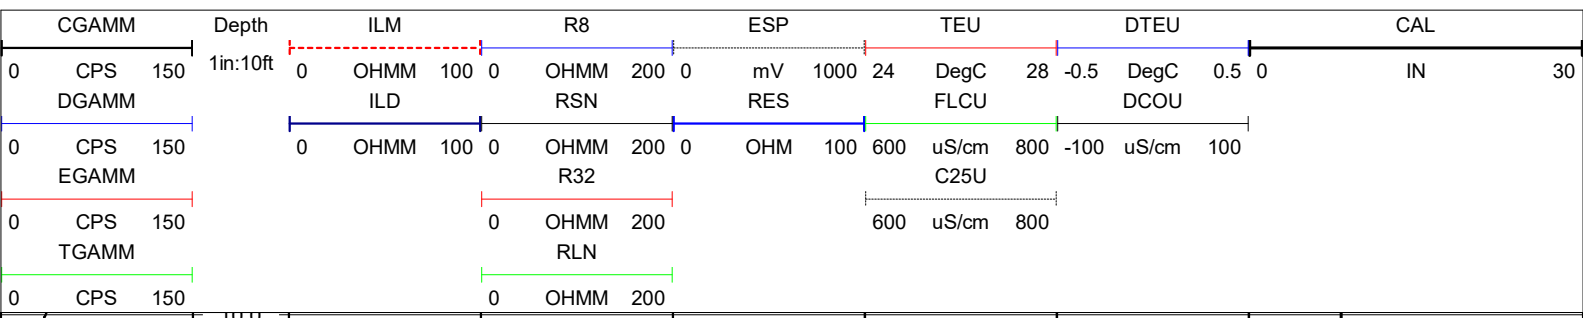 CGAMM Depth ILM R8 ESP TEU DTEU CAL
1in:10ft
0 CPS 150 0 OHMM 100 0 OHMM 200 0 mV 1000 24 DegC 28 -0.5 DegC 0.5 0 IN 30
DGAMM ILD RSN RES FLCU DCOU
0 CPS 150 0 OHMM 100 0 OHMM 200 0 OHM 100 600 uS/cm 800 -100 uS/cm 100
EGAMM R32 C25U
0 CPS 150 0 OHMM 200 600 uS/cm 800
TGAMM RLN
0 CPS 150 0 OHMM 200